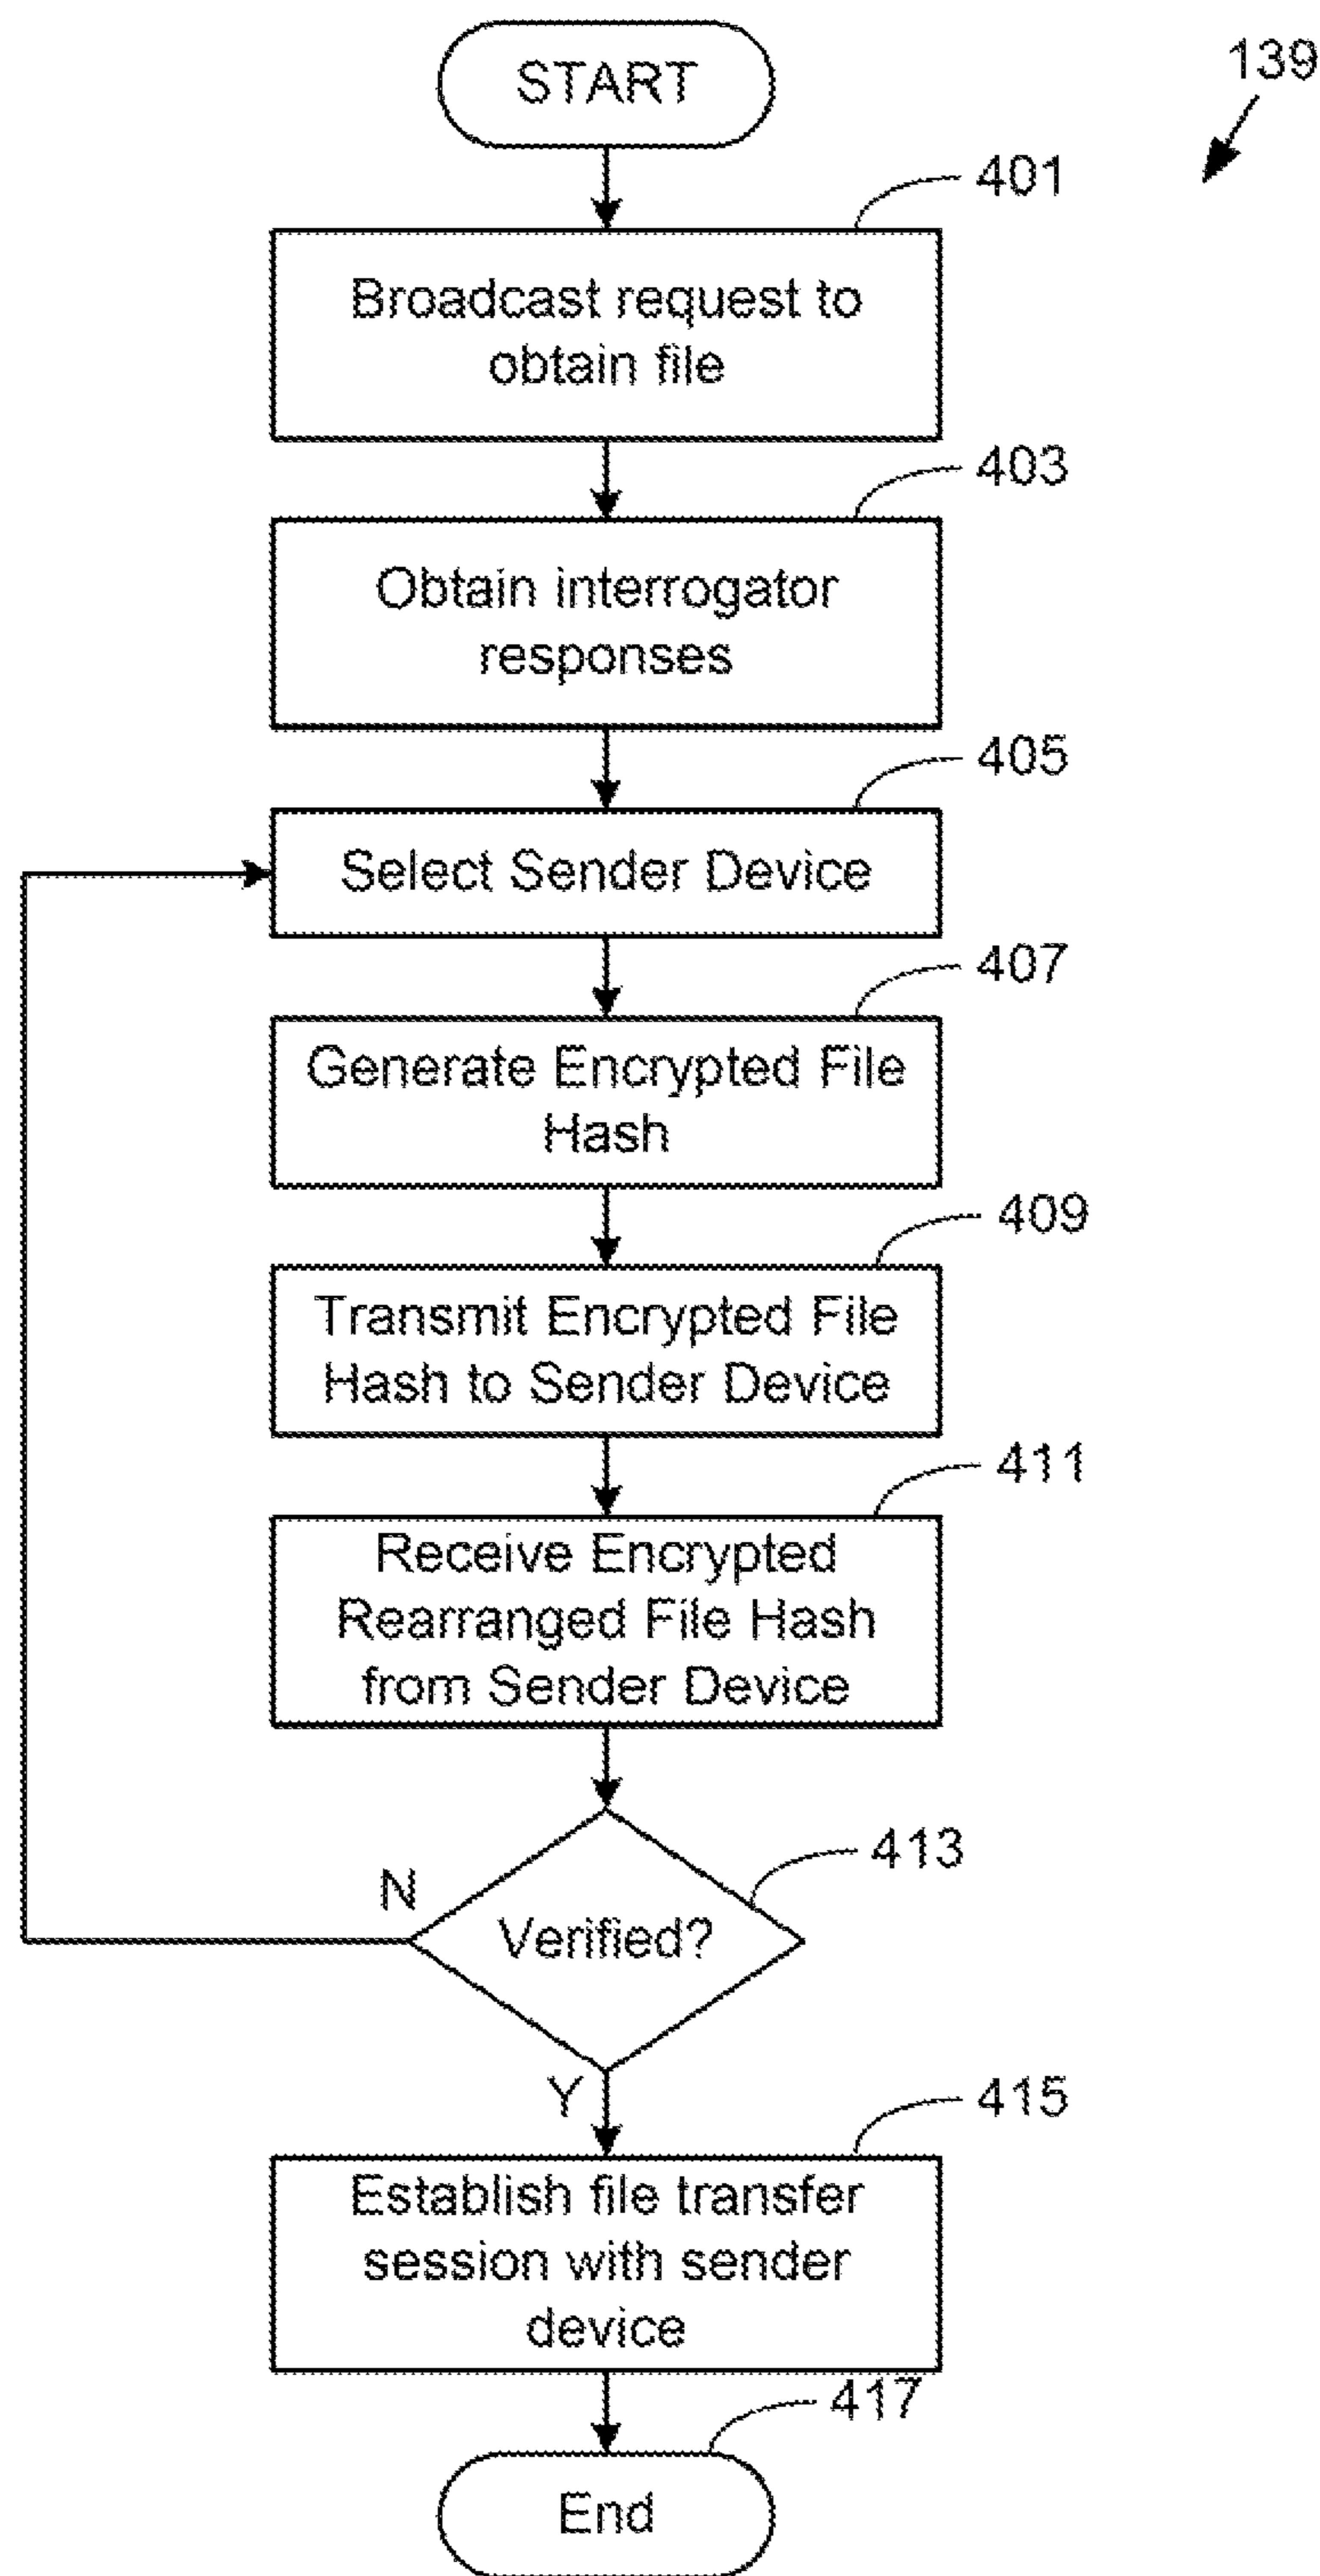 START
139
401
Broadcast request to
obtain file
403
Obtain interrogator
responses
405
Select Sender Device
407
Generate Encrypted File
Hash
409
Transmit Encrypted File
Hash to Sender Device
411
Receive Encrypted
Rearranged File Hash
from Sender Device
413
N
Verified?
Y
415
Establish file transfer
session with sender
device
417
End